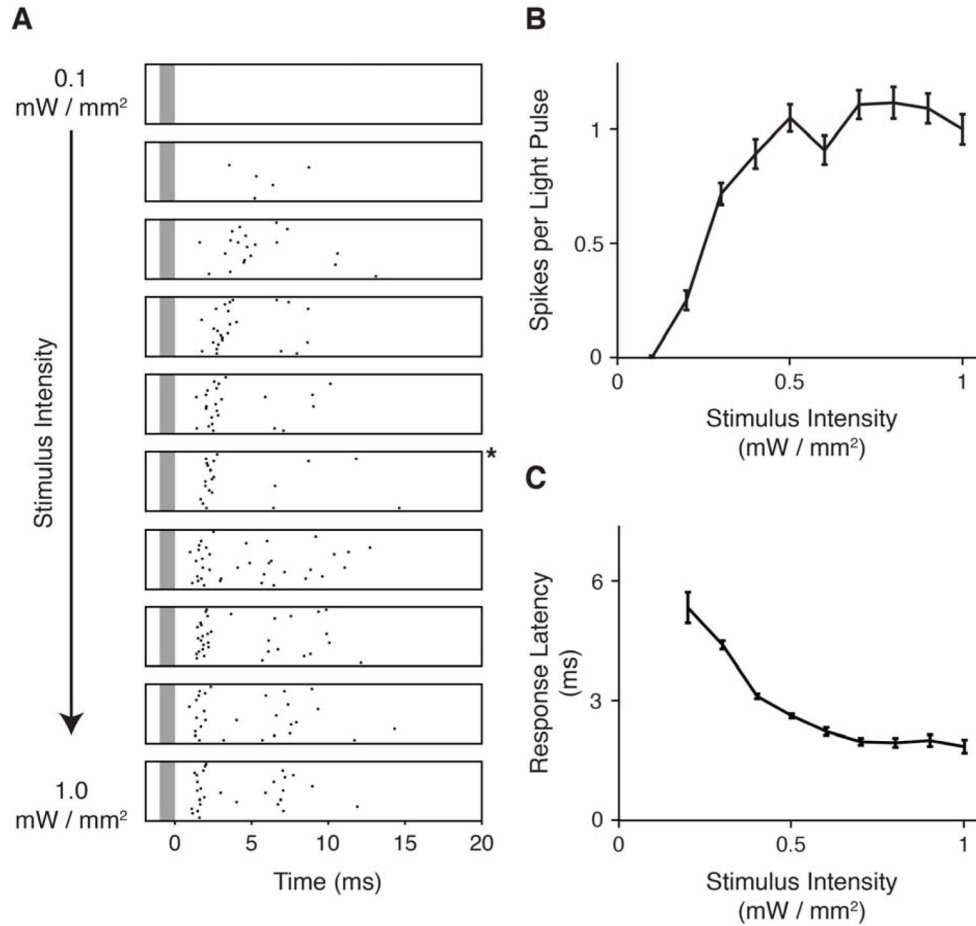 A
0.1
mW / mm²
Stimulus Intensity
*
1.0
mW / mm²
0 5 10 15 20
Time (ms)
B
Spikes per Light Pulse
1
0.5
0
0 0.5 1
Stimulus Intensity
(mW / mm²)
C
Response Latency
(ms)
6
3
0
0 0.5 1
Stimulus Intensity
(mW / mm²)